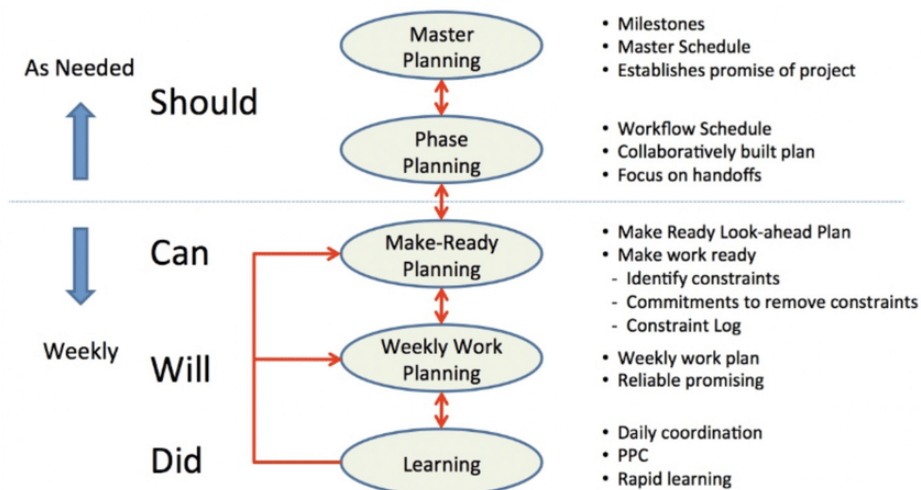 As Needed
Should
Master
Planning
• Milestones
• Master Schedule
• Establishes promise of project
Phase
Planning
• Workflow Schedule
• Collaboratively built plan
• Focus on handoffs
Weekly
Can
Make-Ready
Planning
• Make Ready Look-ahead Plan
• Make work ready
- Identify constraints
- Commitments to remove constraints
- Constraint Log
Will
Weekly Work
Planning
• Weekly work plan
• Reliable promising
Did
Learning
• Daily coordination
• PPC
• Rapid learning